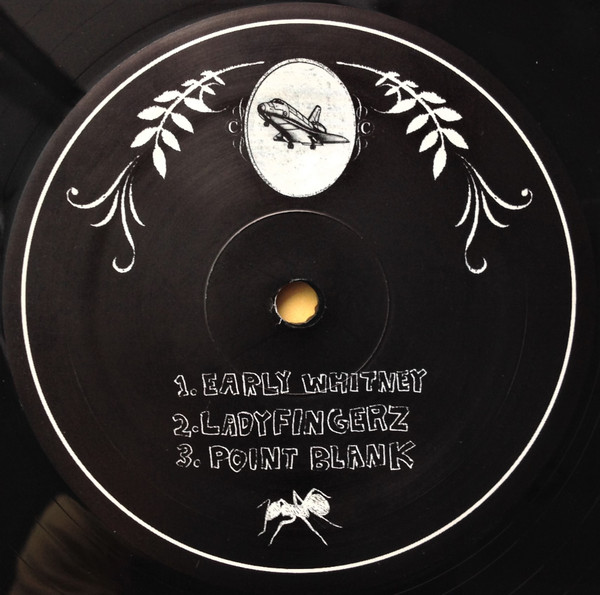 1. EARLY WHITNEY
2. LADYFINGERZ
3. POINT BLANK